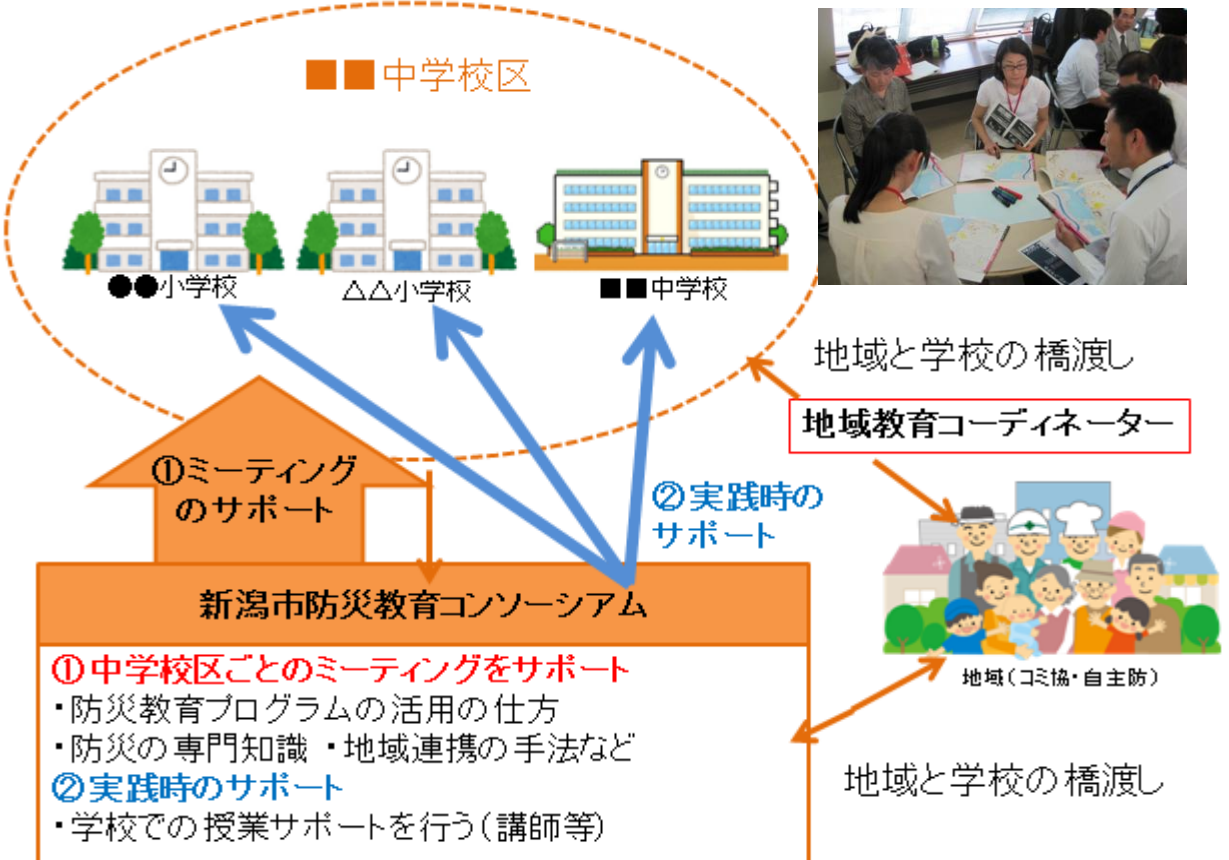 ■■中学校区
●●小学校
△△小学校
■■中学校
地域と学校の橋渡し
地域教育コーディネーター
①ミーティング
のサポート
②実践時の
サポート
新潟市防災教育コンソーシアム
①中学校区ごとのミーティングをサポート
・防災教育プログラムの活用の仕方
・防災の専門知識 ・地域連携の手法など
②実践時のサポート
・学校での授業サポートを行う(講師等)
地域(コミ協・自主防)
地域と学校の橋渡し